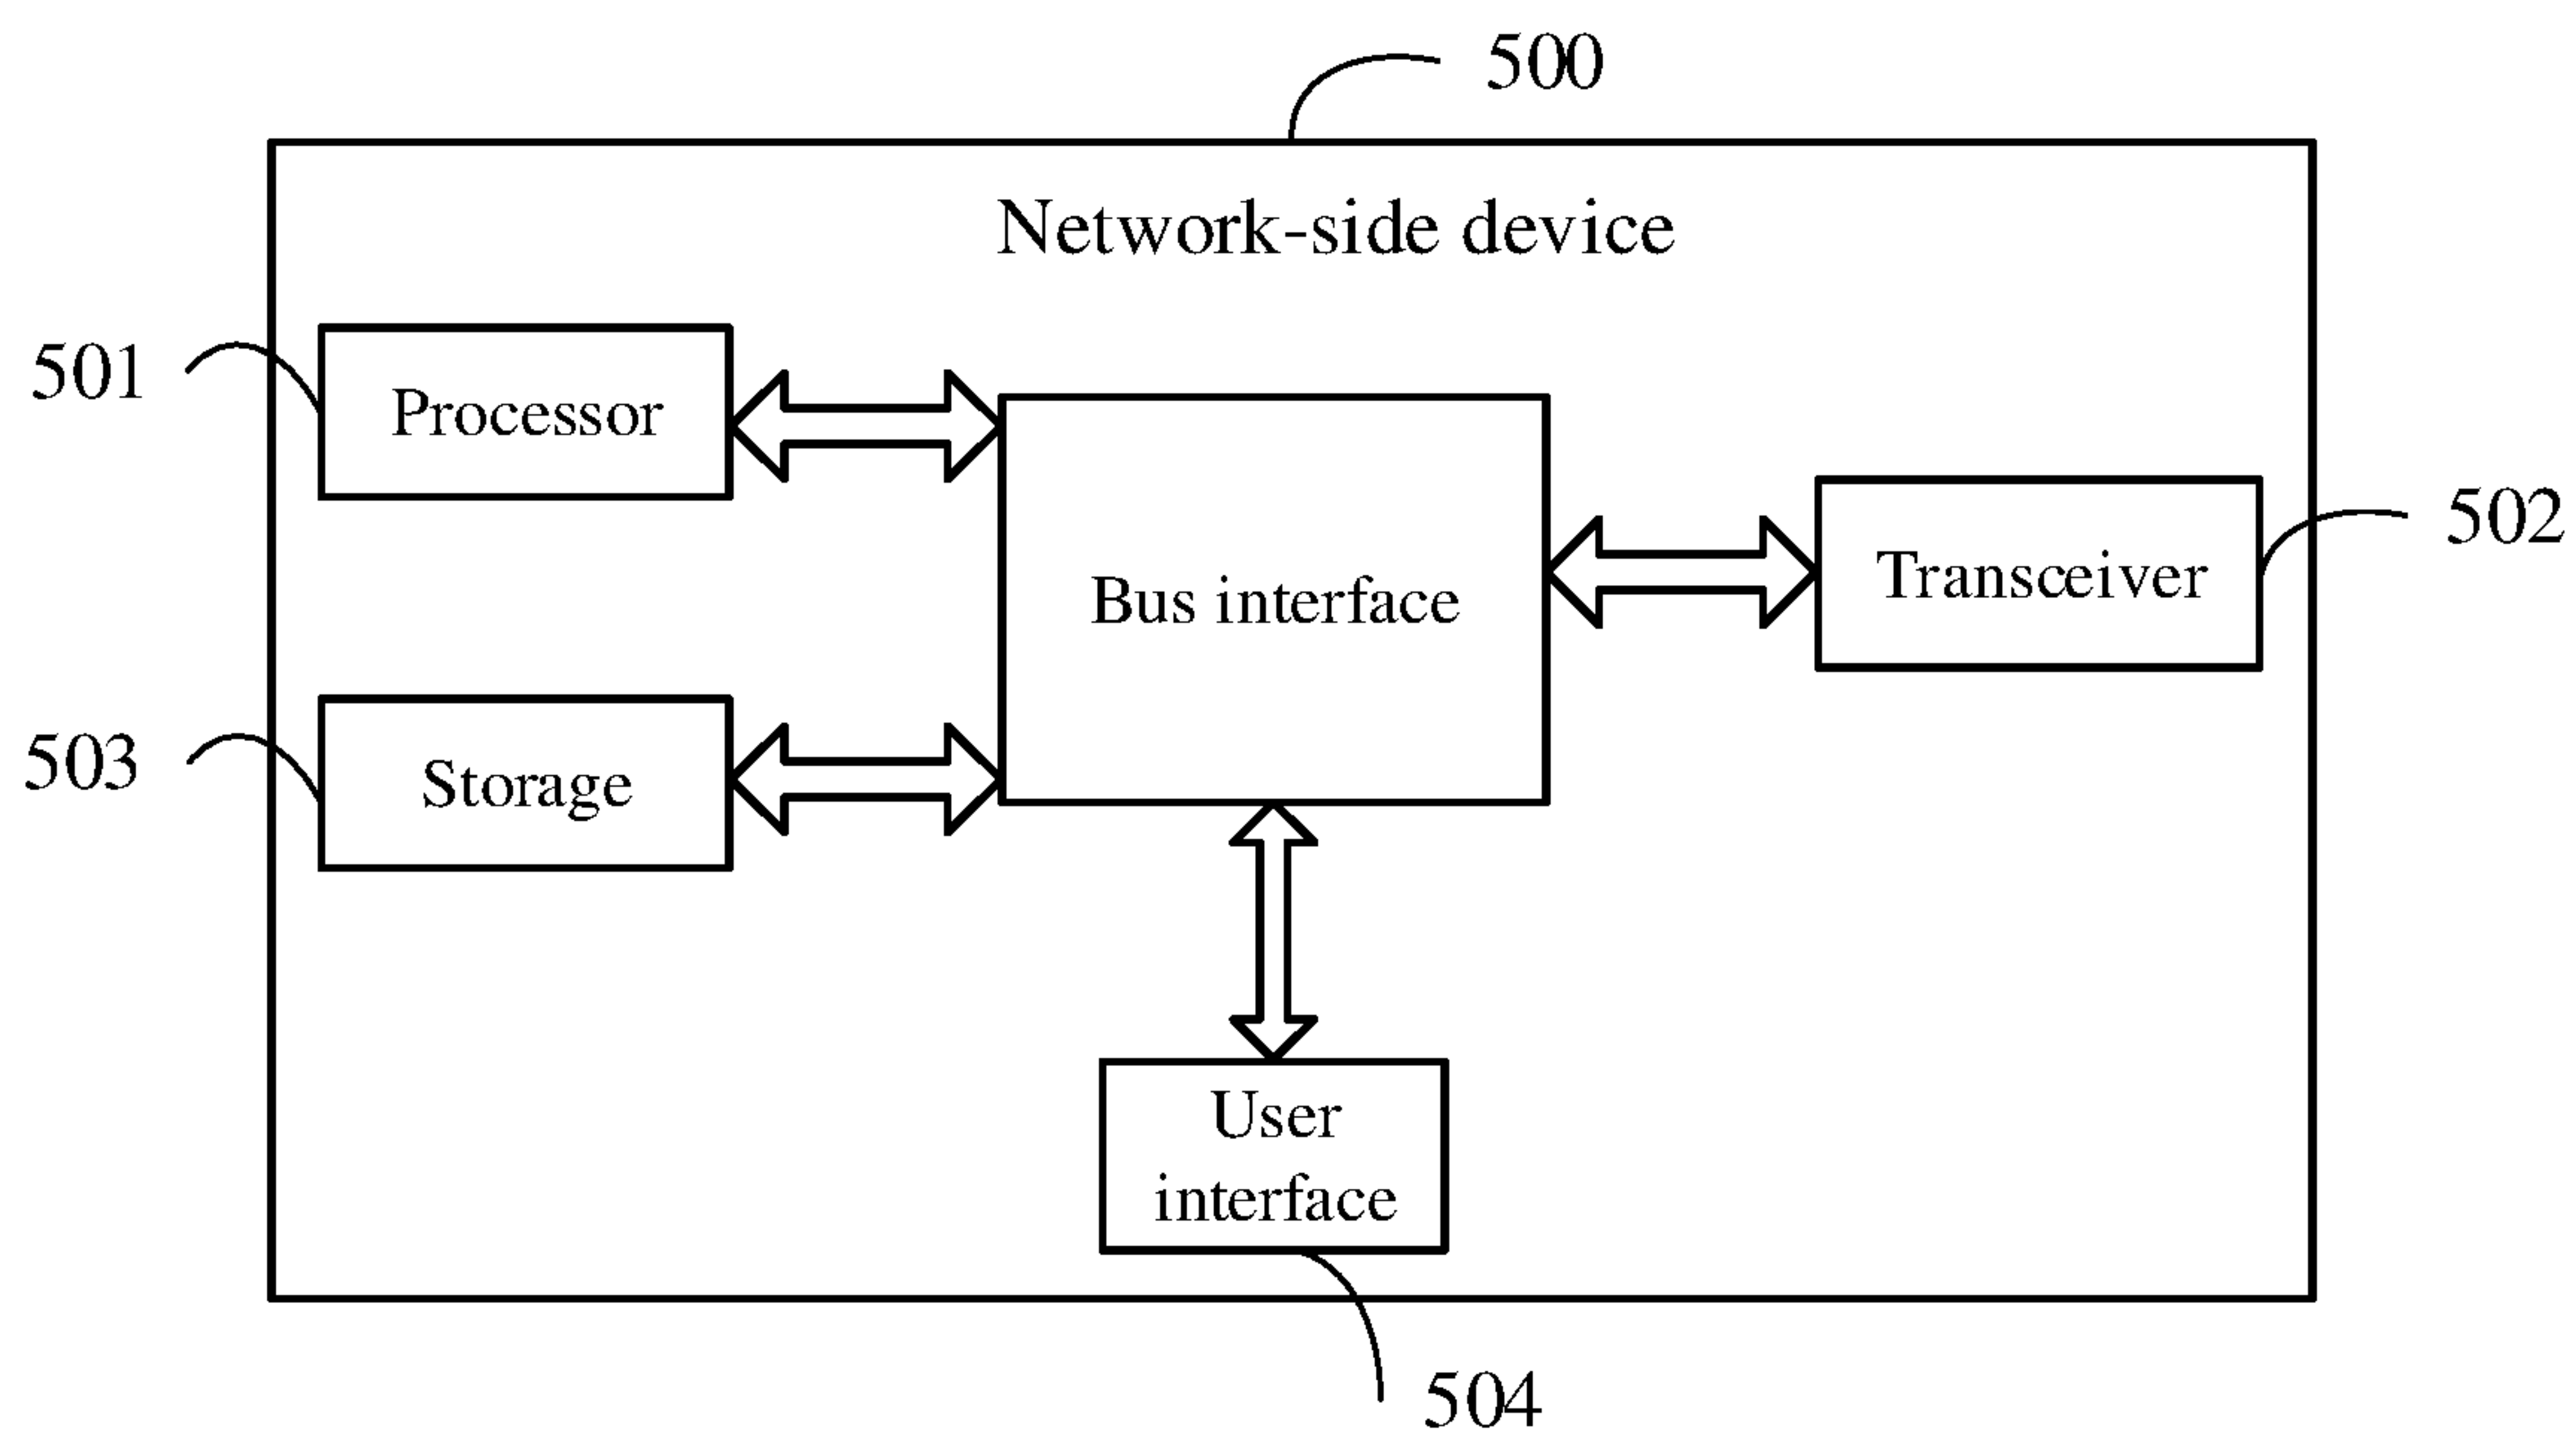 500
Network-side device
501
Processor
502
Transceiver
Bus interface
503
Storage
User
interface
504